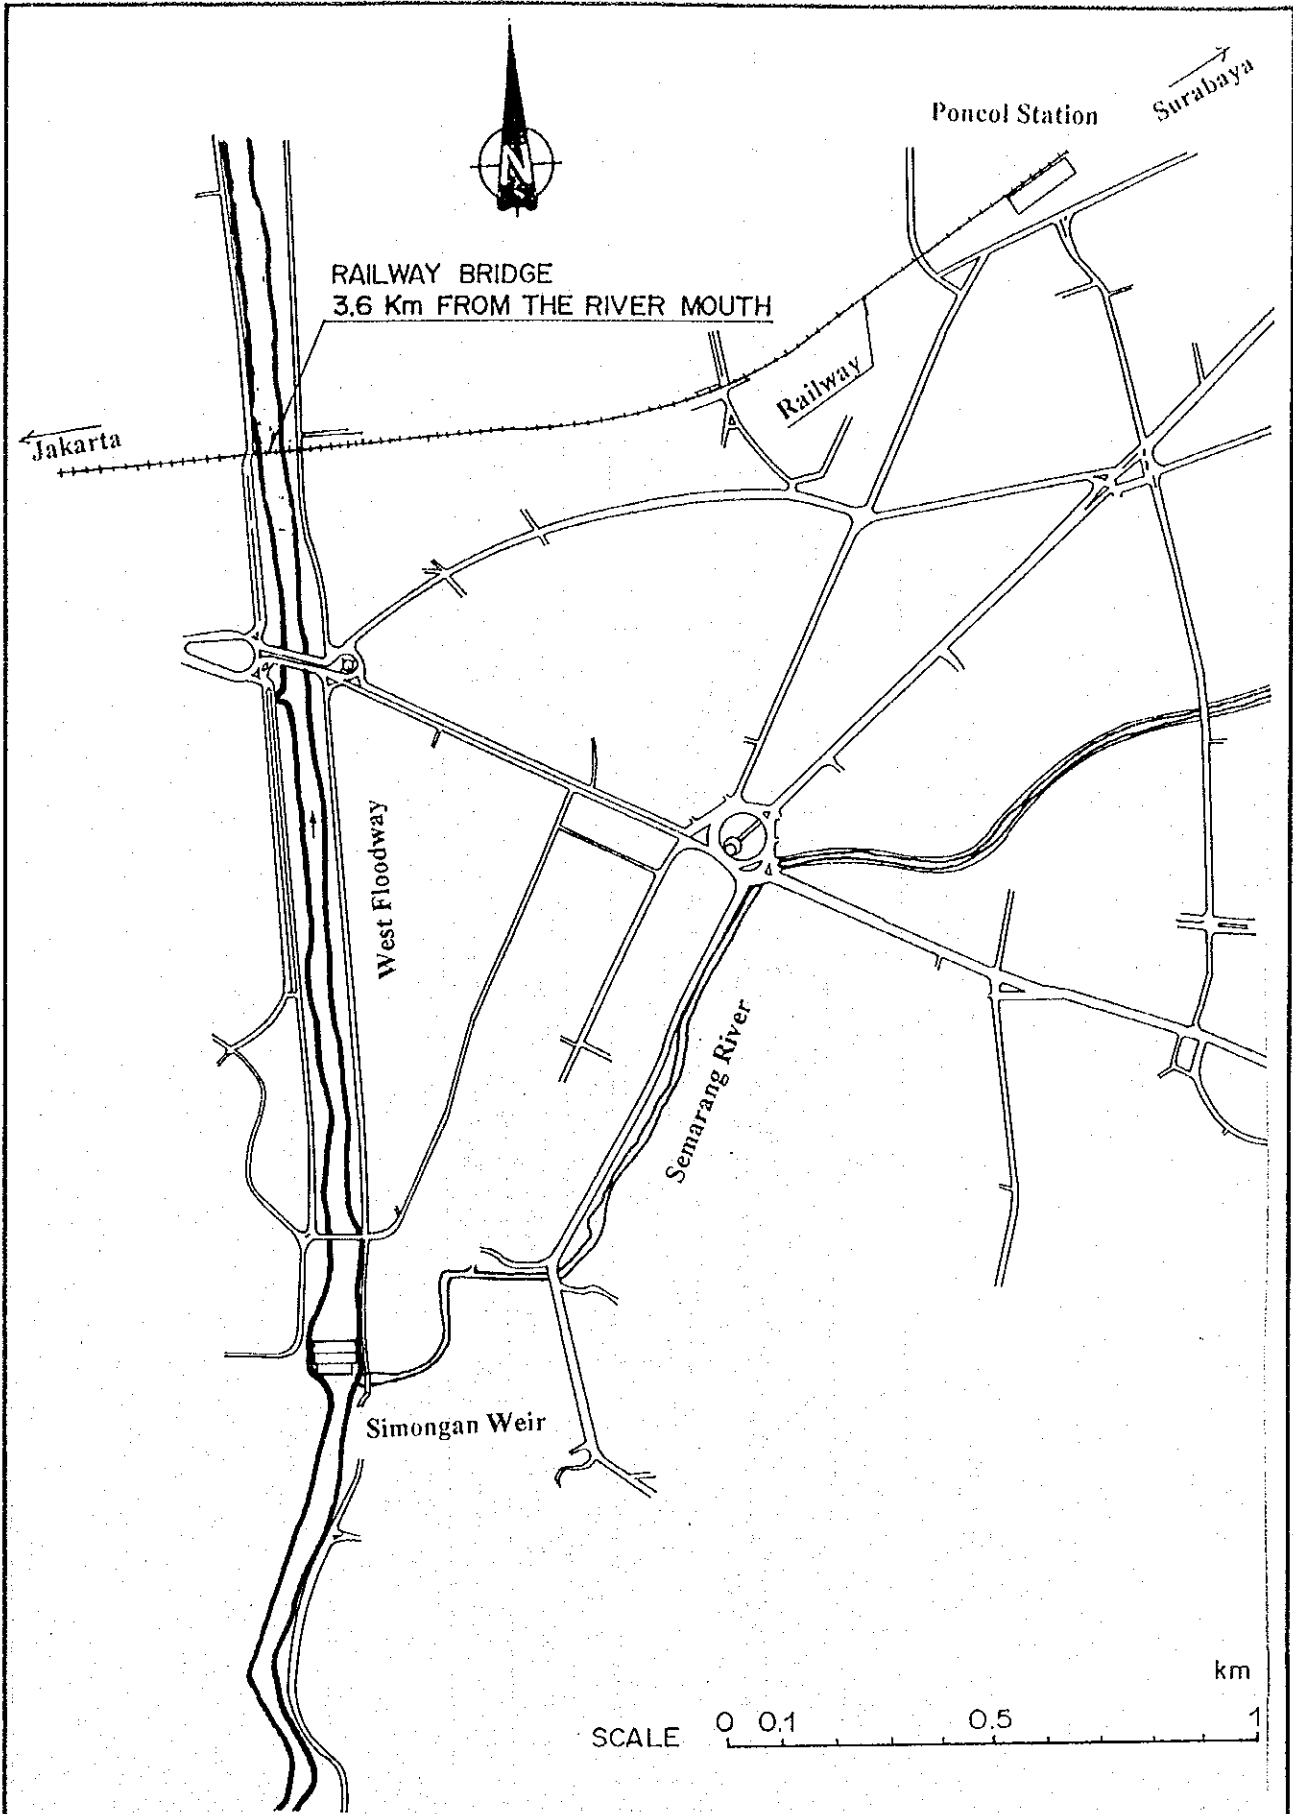 Surabaya
Poncol Station
N
S
RAILWAY BRIDGE
3.6 Km FROM THE RIVER MOUTH
Railway
Jakarta
West Floodway
Semarang River
Simongan Weir
km
SCALE 0 0.1 0.5 1